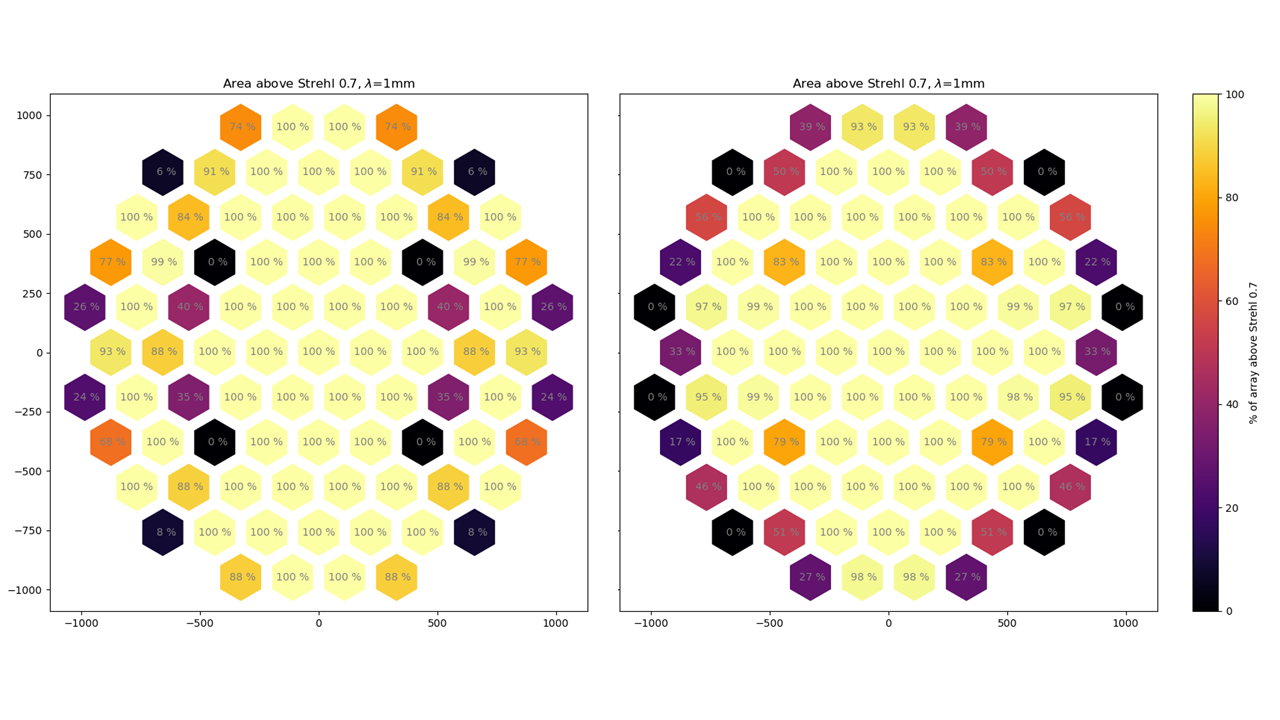 Area above Strehl 0.7, λ=1mm
Area above Strehl 0.7, λ=1mm
1000
74 % 100 % 100 % 74 %
39 % 93 % 93 % 39 %
100
750
6 % 91 % 100 % 100 % 100 % 91 % 6 %
0 % 50 % 100 % 100 % 100 % 50 % 0 %
80
500
100 % 84 % 100 % 100 % 100 % 100 % 84 % 100 %
56 % 100 % 100 % 100 % 100 % 100 % 100 % 56 %
77 % 99 % 0 % 100 % 100 % 100 % 0 % 99 % 77 %
22 % 100 % 83 % 100 % 100 % 100 % 83 % 100 % 22 %
250
26 % 100 % 40 % 100 % 100 % 100 % 100 % 40 % 100 % 26 %
0 % 97 % 99 % 100 % 100 % 100 % 100 % 99 % 97 % 0 %
60
0
93 % 88 % 100 % 100 % 100 % 100 % 100 % 88 % 93 %
33 % 100 % 100 % 100 % 100 % 100 % 100 % 100 % 33 %
% of array above Strehl 0.7
−250
24 % 100 % 35 % 100 % 100 % 100 % 100 % 35 % 100 % 24 %
0 % 95 % 99 % 100 % 100 % 100 % 100 % 98 % 95 % 0 %
40
68 % 100 % 0 % 100 % 100 % 100 % 0 % 100 % 68 %
17 % 100 % 79 % 100 % 100 % 100 % 79 % 100 % 17 %
−500
100 % 88 % 100 % 100 % 100 % 100 % 88 % 100 %
46 % 100 % 100 % 100 % 100 % 100 % 100 % 46 %
20
−750
8 % 100 % 100 % 100 % 100 % 100 % 8 %
0 % 51 % 100 % 100 % 100 % 51 % 0 %
−1000
88 % 100 % 100 % 88 %
27 % 98 % 98 % 27 %
0
−1000 −500 0 500 1000
−1000 −500 0 500 1000